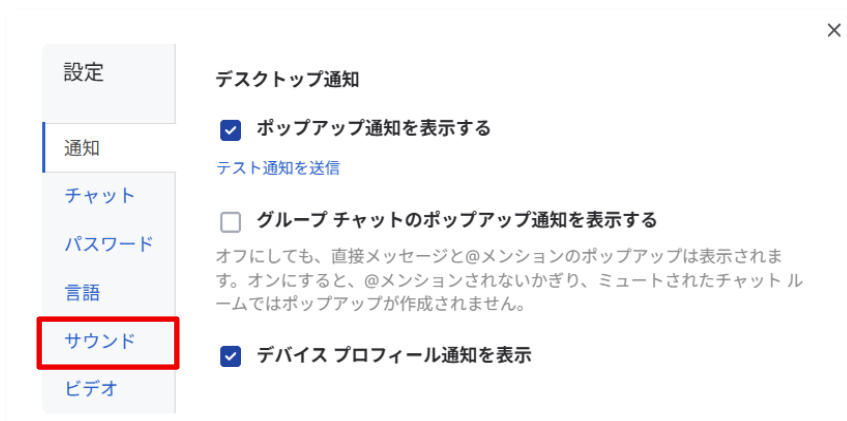 設定
通知
チャット
パスワード
言語
サウンド
ビデオ
デスクトップ通知
ポップアップ通知を表示する
テスト通知を送信
グループ チャットのポップアップ通知を表示する
オフにしても、直接メッセージと@メンションのポップアップは表示されま
す。オンにすると、@メンションされないかぎり、ミュートされたチャット ル
ームではポップアップが作成されません。
デバイス プロフィール通知を表示